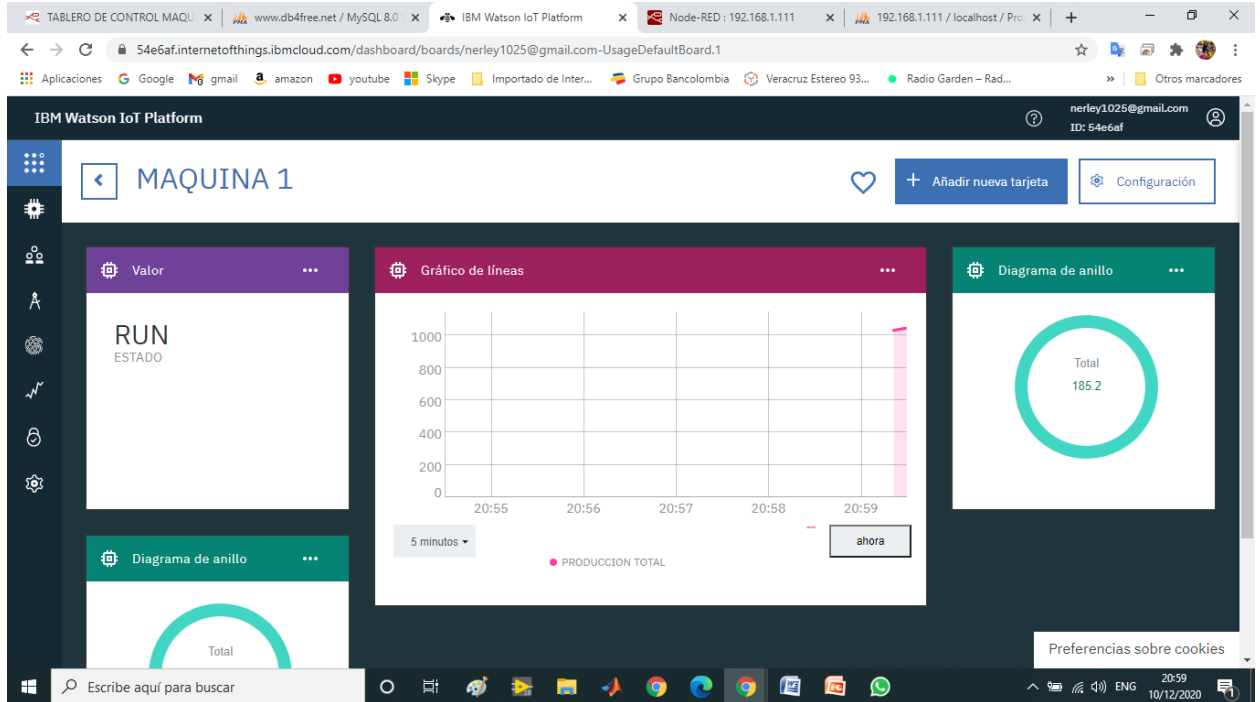 TABLERO DE CONTROL MAQU
www.db4free.net / MySQL 8.0
IBM Watson IoT Platform
Node-RED : 192.168.1.111
192.168.1.111 / localhost / Pro
54e6af.internetofthings.ibmcloud.com/dashboard/boards/nerley1025@gmail.com-UsageDefaultBoard.1
Aplicaciones Google gmail amazon youtube Skype Importado de Inter... Grupo Bancolombia Veracruz Estereo 93... Radio Garden – Rad... » Otros marcadores
IBM Watson IoT Platform
nerley1025@gmail.com
ID: 54e6af
MAQUINA 1
+ Añadir nueva tarjeta
Configuración
Valor
RUN
ESTADO
Gráfico de líneas
1000
800
600
400
200
0
20:55 20:56 20:57 20:58 20:59
5 minutos
ahora
PRODUCCION TOTAL
Diagrama de anillo
Total
185.2
Diagrama de anillo
Total
Preferencias sobre cookies
Escribe aquí para buscar
ENG
20:59
10/12/2020
1